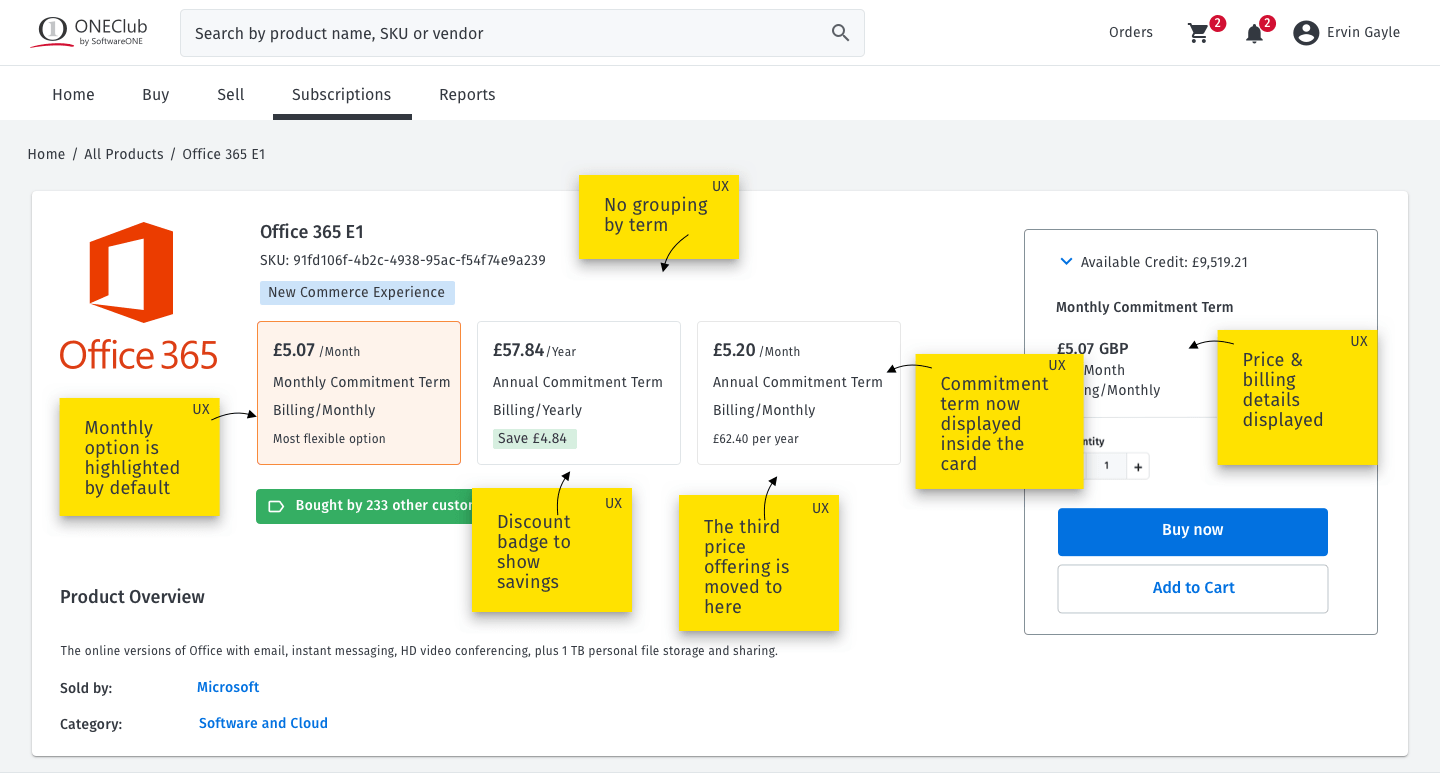 ONEClub
by SoftwareONE
Search by product name, SKU or vendor
Orders
2
2
Ervin Gayle
Home
Buy
Sell
Subscriptions
Reports
Home / All Products / Office 365 E1
Office 365
Office 365 E1
SKU: 91fd106f-4b2c-4938-95ac-f54f74e9a239
New Commerce Experience
UX
No grouping
by term
£5.07 /Month
Monthly Commitment Term
Billing/Monthly
Most flexible option
£57.84/Year
Annual Commitment Term
Billing/Yearly
Save £4.84
£5.20 /Month
Annual Commitment Term
Billing/Monthly
£62.40 per year
UX
Monthly
option is
highlighted
by default
Bought by 233 other custom
UX
Discount
badge to
show
savings
UX
The third
price
offering is
moved to
here
UX
Commitment
term now
displayed
inside the
card
Available Credit: £9,519.21
Monthly Commitment Term
£5.07 GBP
Month
ng/Monthly
UX
Price &
billing
details
displayed
ntity
1 +
Buy now
Add to Cart
Product Overview
The online versions of Office with email, instant messaging, HD video conferencing, plus 1 TB personal file storage and sharing.
Sold by: Microsoft
Category: Software and Cloud